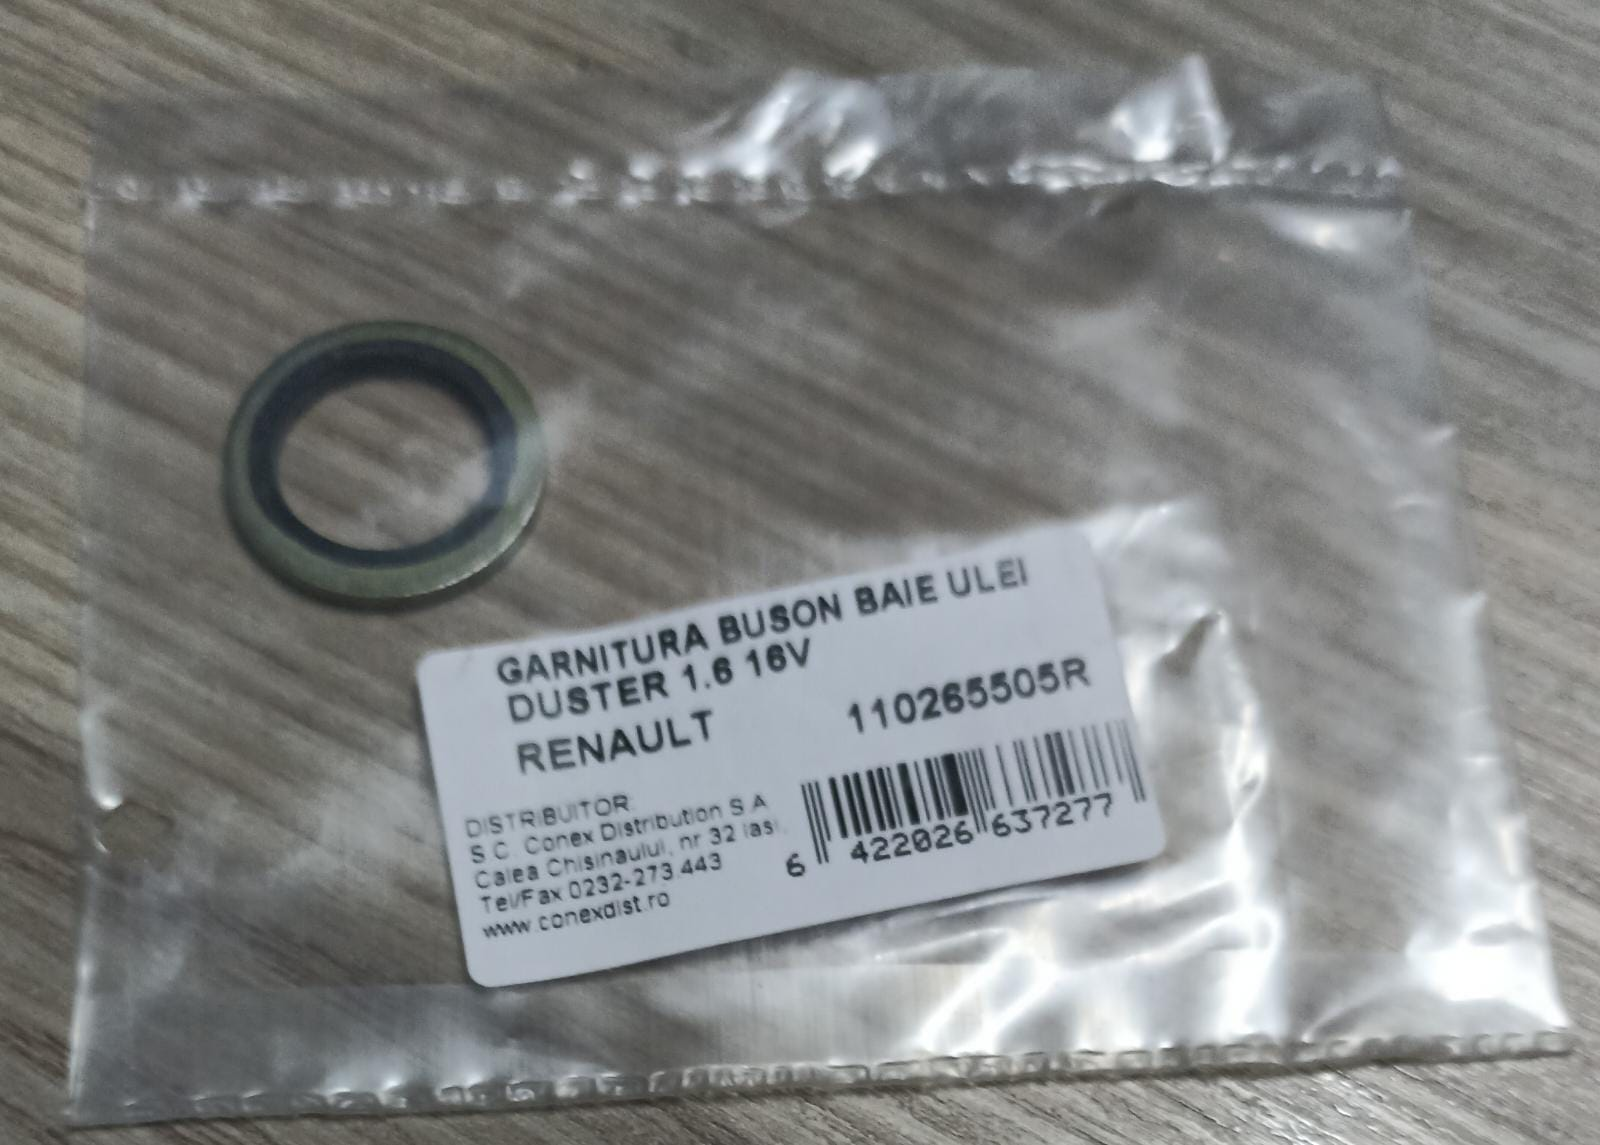 GARNITURA BUSON BAIE ULEI
DUSTER 1.6 16V
RENAULT 110265505R
DISTRIBUITOR:
S.C. Conex Distribution S.A.
Calea Chisinaului, nr 32 Iasi.
Tel/Fax 0232-273 443
www.conexdist.ro
6 422026 637277